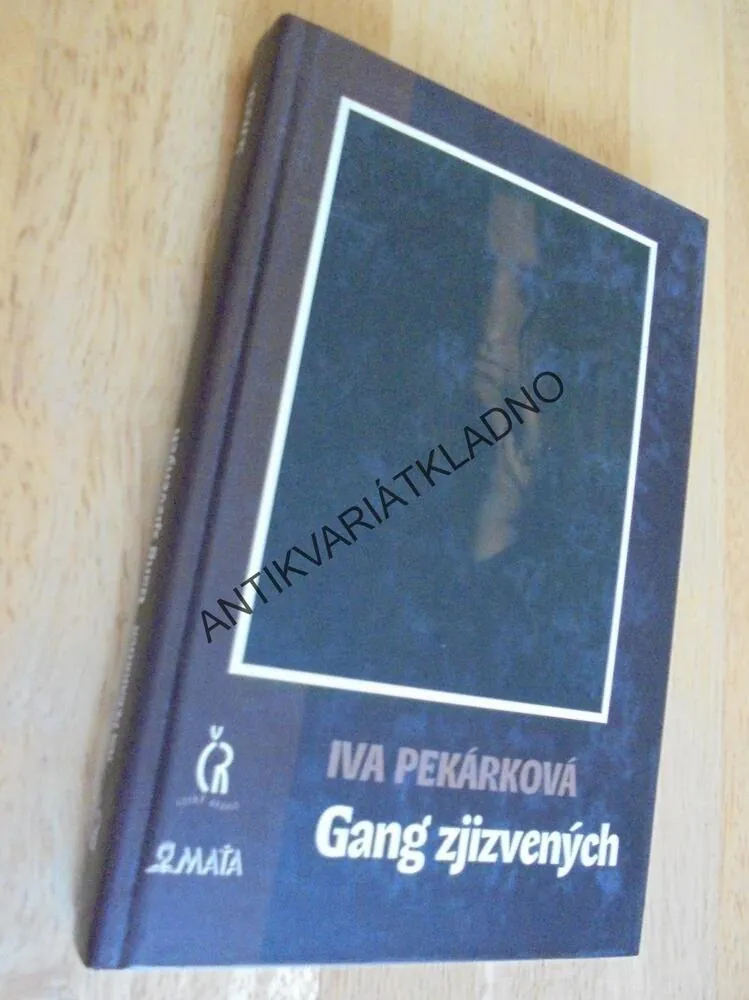 ANTIKVARIÁTKLADNO
IVA PEKÁRKOVÁ
Gang zjizvených
ČR
MAŤA